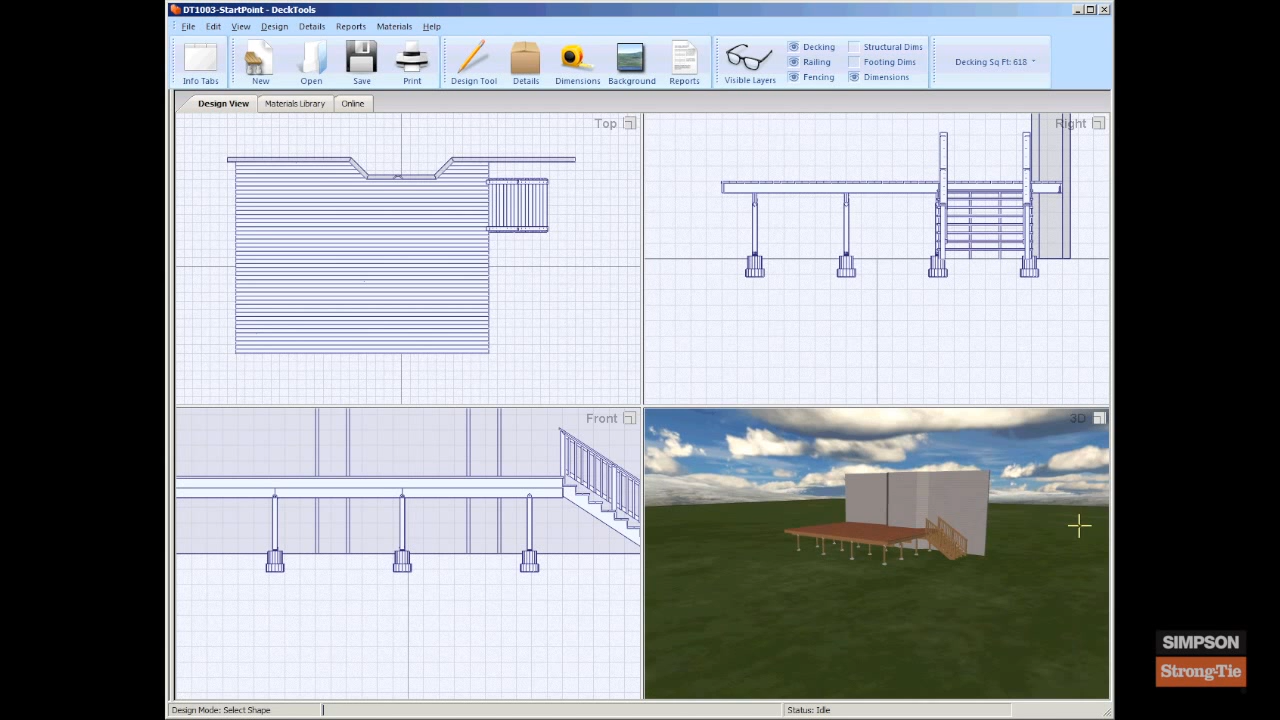 DT1003-StartPoint - DeckTools
File Edit View Design Details Reports Materials Help
Info Tabs New Open Save Print Design Tool Details Dimensions Background Reports Visible Layers
Decking Structural Dims
Railing Footing Dims
Fencing Dimensions
Decking Sq Ft: 618
Design View Materials Library Online
Top Right
Front 3D
SIMPSON
Strong-Tie
Design Mode: Select Shape Status: Idle